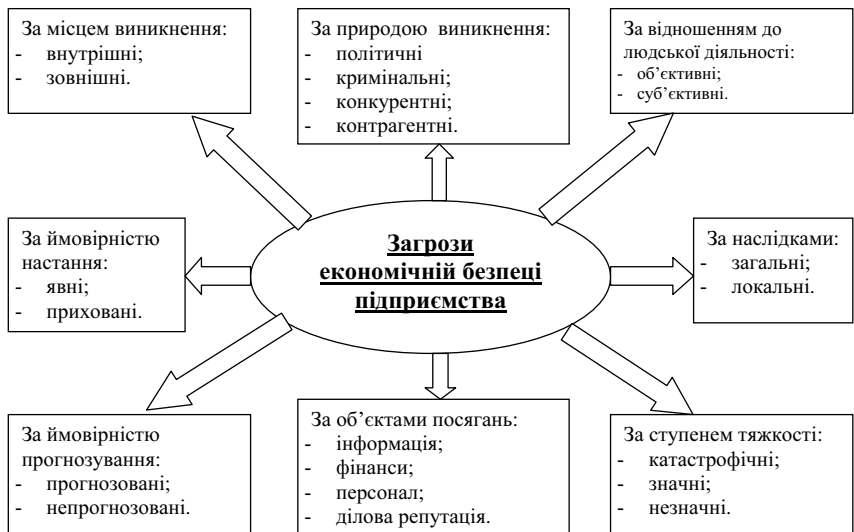 За місцем виникнення:
- внутрішні;
- зовнішні.
За природою виникнення:
- політичні
- кримінальні;
- конкурентні;
- контрагентні.
За відношенням до
людської діяльності:
- об’єктивні;
- суб’єктивні.
За ймовірністю
настання:
- явні;
- приховані.
Загрози
економічній безпеці
підприємства
За наслідками:
- загальні;
- локальні.
За ймовірністю
прогнозування:
- прогнозовані;
- непрогнозовані.
За об’єктами посягань:
- інформація;
- фінанси;
- персонал;
- ділова репутація.
За ступенем тяжкості:
- катастрофічні;
- значні;
- незначні.